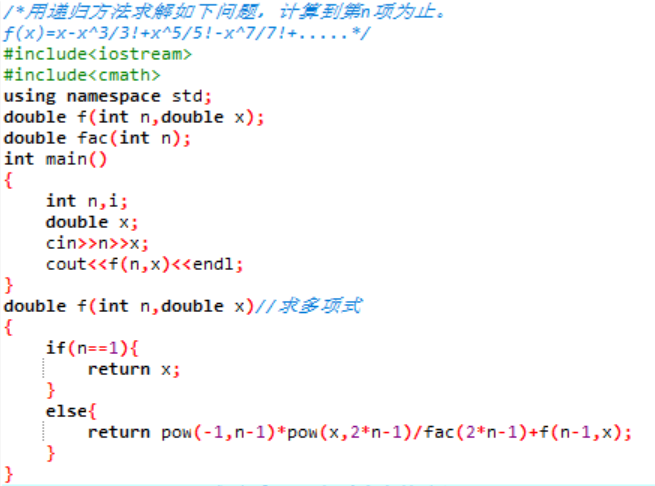 /*用递归方法求解如下问题，计算到第n项为止。
f(x)=x-x^3/3!+x^5/5!-x^7/7!+.....*/
#include<iostream>
#include<cmath>
using namespace std;
double f(int n,double x);
double fac(int n);
int main()
{
    int n,i;
    double x;
    cin>>n>>x;
    cout<<f(n,x)<<endl;
}
double f(int n,double x)//求多项式
{
    if(n==1){
        return x;
    }
    else{
        return pow(-1,n-1)*pow(x,2*n-1)/fac(2*n-1)+f(n-1,x);
    }
}